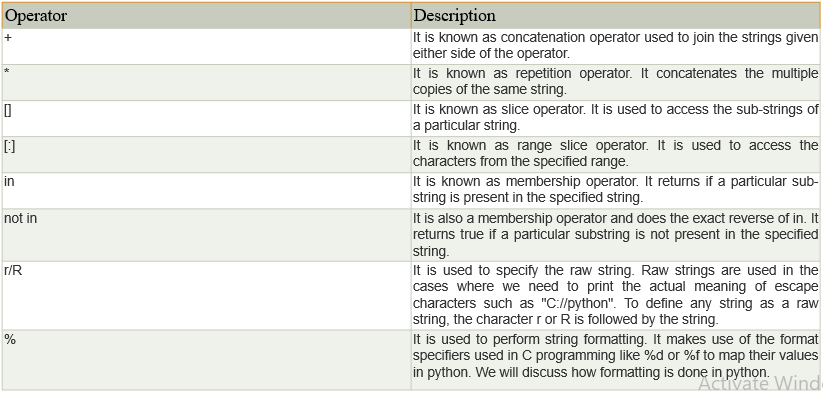 Operator Description
+ It is known as concatenation operator used to join the strings given
either side of the operator.
* It is known as repetition operator. It concatenates the multiple
copies of the same string.
[] It is known as slice operator. It is used to access the sub-strings of
a particular string.
[:] It is known as range slice operator. It is used to access the
characters from the specified range.
in It is known as membership operator. It returns if a particular sub-
string is present in the specified string.
not in It is also a membership operator and does the exact reverse of in. It
returns true if a particular substring is not present in the specified
string.
r/R It is used to specify the raw string. Raw strings are used in the
cases where we need to print the actual meaning of escape
characters such as "C://python". To define any string as a raw
string, the character r or R is followed by the string.
% It is used to perform string formatting. It makes use of the format
specifiers used in C programming like %d or %f to map their values
in python. We will discuss how formatting is done in python.
Activate Wind